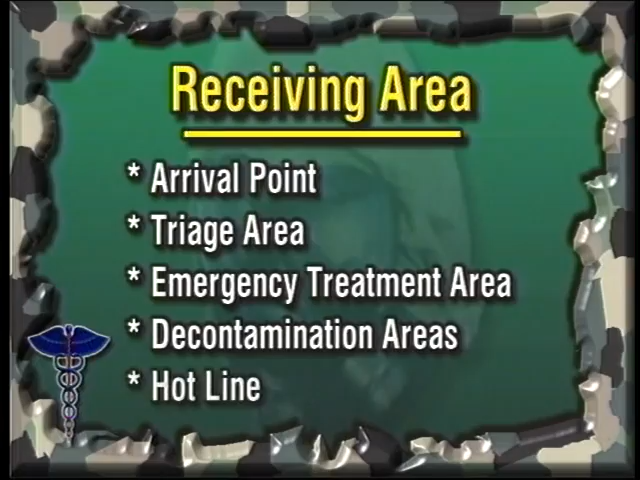 Receiving Area
* Arrival Point
* Triage Area
* Emergency Treatment Area
* Decontamination Areas
* Hot Line